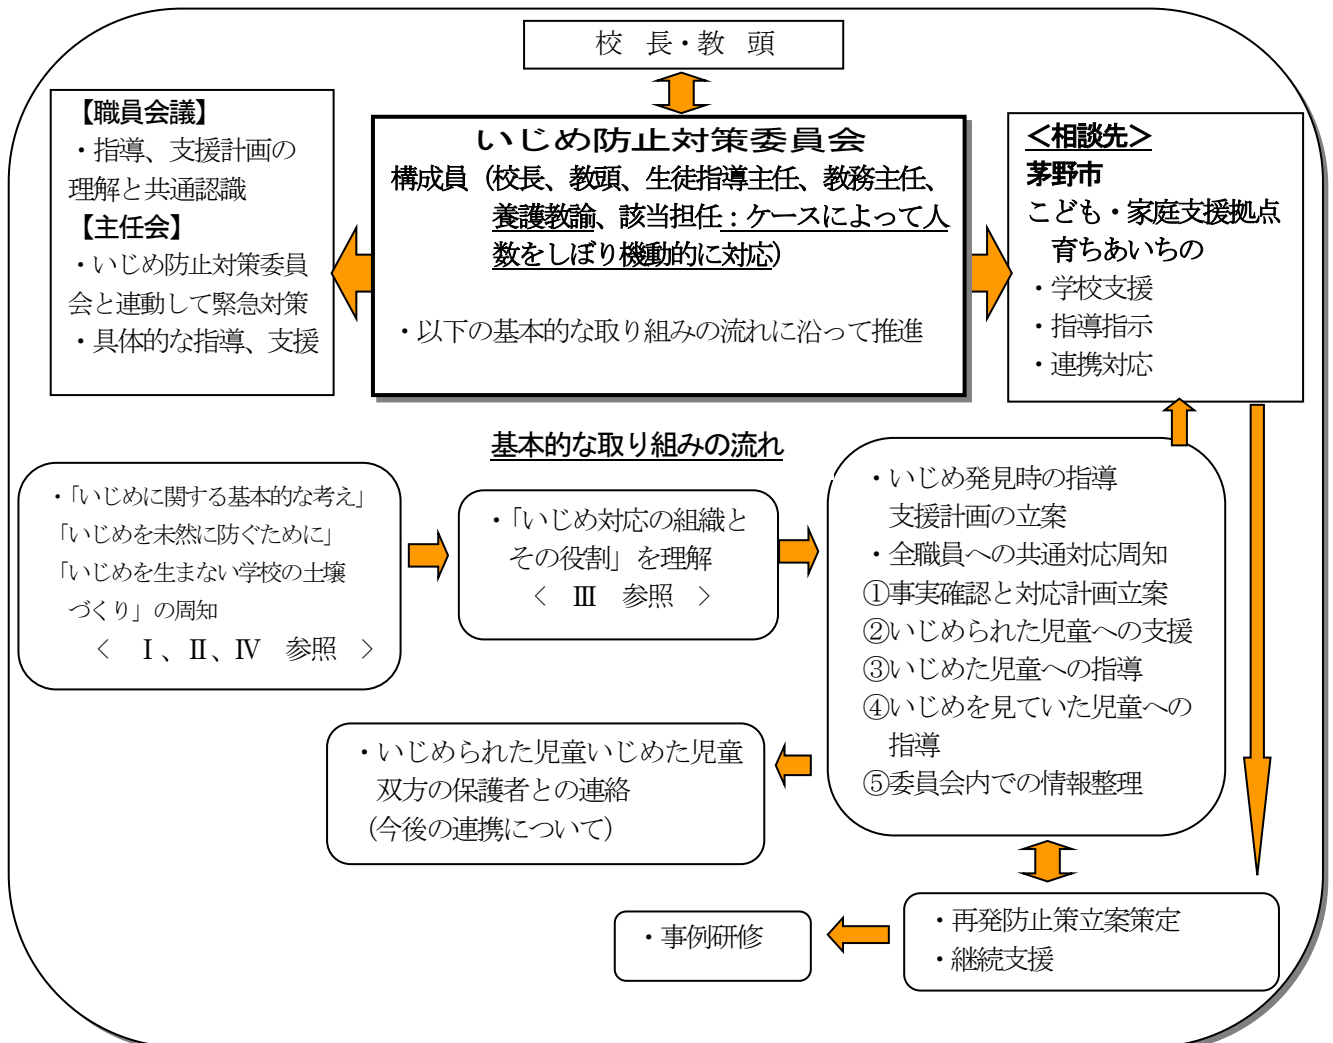 校 長・教 頭
【職員会議】
・指導、支援計画の
理解と共通認識
【主任会】
・いじめ防止対策委員
会と連動して緊急対策
・具体的な指導、支援
いじめ防止対策委員会
構成員（校長、教頭、生徒指導主任、教務主任、
養護教諭、該当担任：ケースによって人
数をしぼり機動的に対応）
・以下の基本的な取り組みの流れに沿って推進
＜相談先＞
茅野市
こども・家庭支援拠点
育ちあいちの
・学校支援
・指導指示
・連携対応
基本的な取り組みの流れ
・「いじめに関する基本的な考え」
「いじめを未然に防ぐために」
「いじめを生まない学校の土壌
づくり」の周知
＜ Ⅰ、Ⅱ、Ⅳ 参照 ＞
・「いじめ対応の組織と
その役割」を理解
＜ Ⅲ 参照 ＞
・いじめ発見時の指導
支援計画の立案
・全職員への共通対応周知
①事実確認と対応計画立案
②いじめられた児童への支援
③いじめた児童への指導
④いじめを見ていた児童への
指導
⑤委員会内での情報整理
・いじめられた児童いじめた児童
双方の保護者との連絡
（今後の連携について）
・再発防止策立案策定
・継続支援
・事例研修